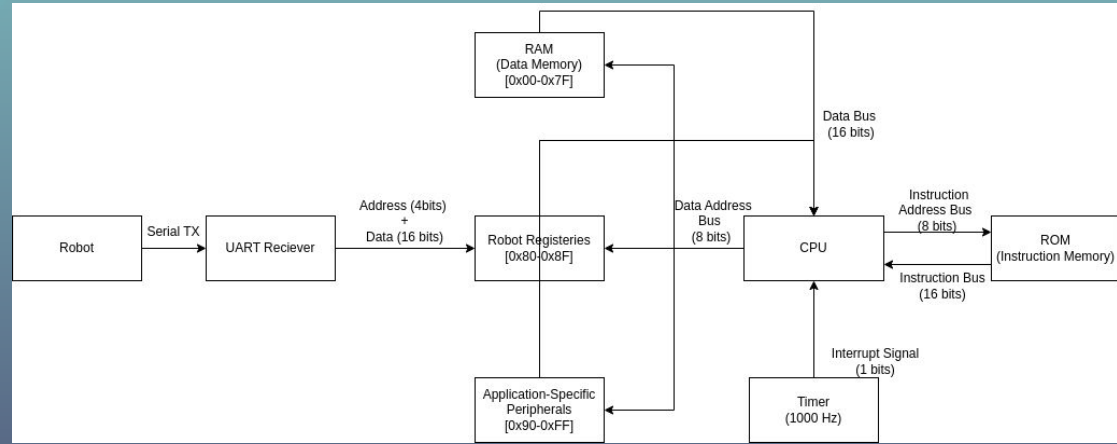 RAM
(Data Memory)
[0x00-0x7F]
Data Bus
(16 bits)
Robot
Serial TX
UART Reciever
Address (4bits)
+
Data (16 bits)
Robot Registeries
[0x80-0x8F]
Data Address
Bus
(8 bits)
CPU
Instruction
Address Bus
(8 bits)
Instruction Bus
(16 bits)
ROM
(Instruction Memory)
Interrupt Signal
(1 bits)
Application-Specific
Peripherals
[0x90-0xFF]
Timer
(1000 Hz)